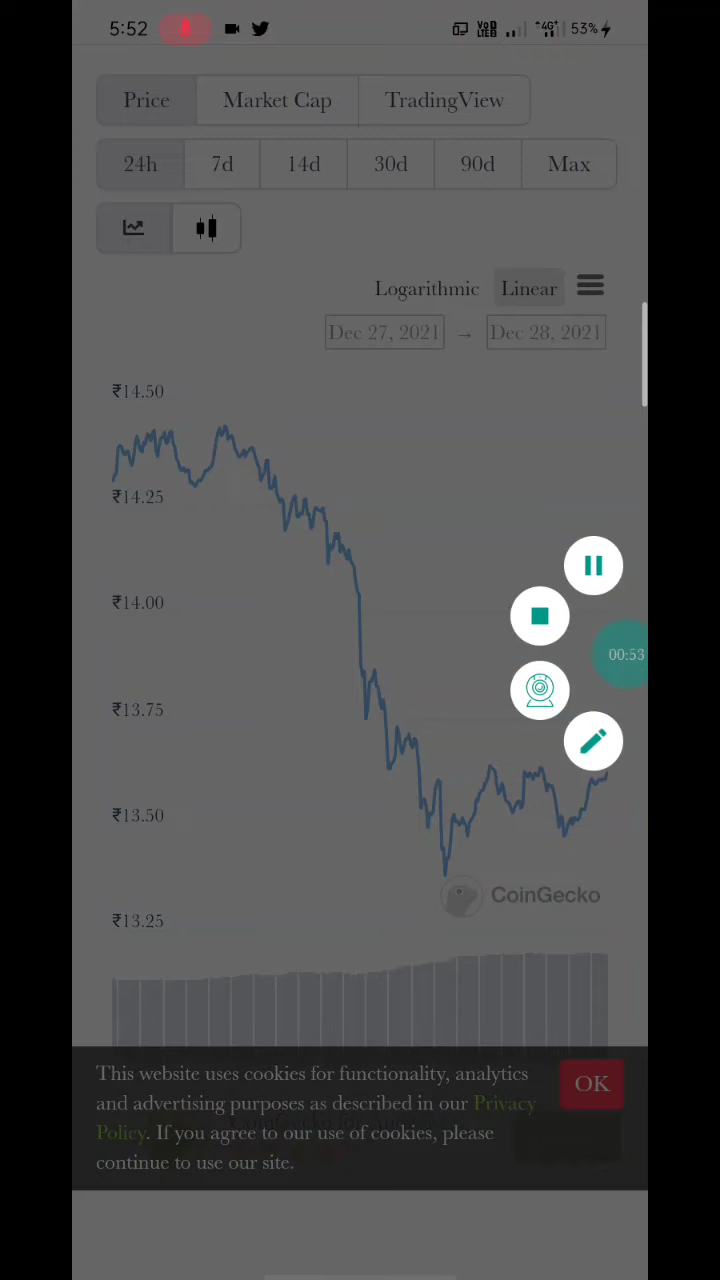 5:52
VoD
LTE2
4G+
53%
Price
Market Cap
TradingView
24h
7d
14d
30d
90d
Max
Logarithmic
Linear
Dec 27, 2021 → Dec 28, 2021
₹14.50
₹14.25
₹14.00
00:53
₹13.75
₹13.50
CoinGecko
₹13.25
This website uses cookies for functionality, analytics
and advertising purposes as described in our Privacy
Policy. If you agree to our use of cookies, please
continue to use our site.
OK